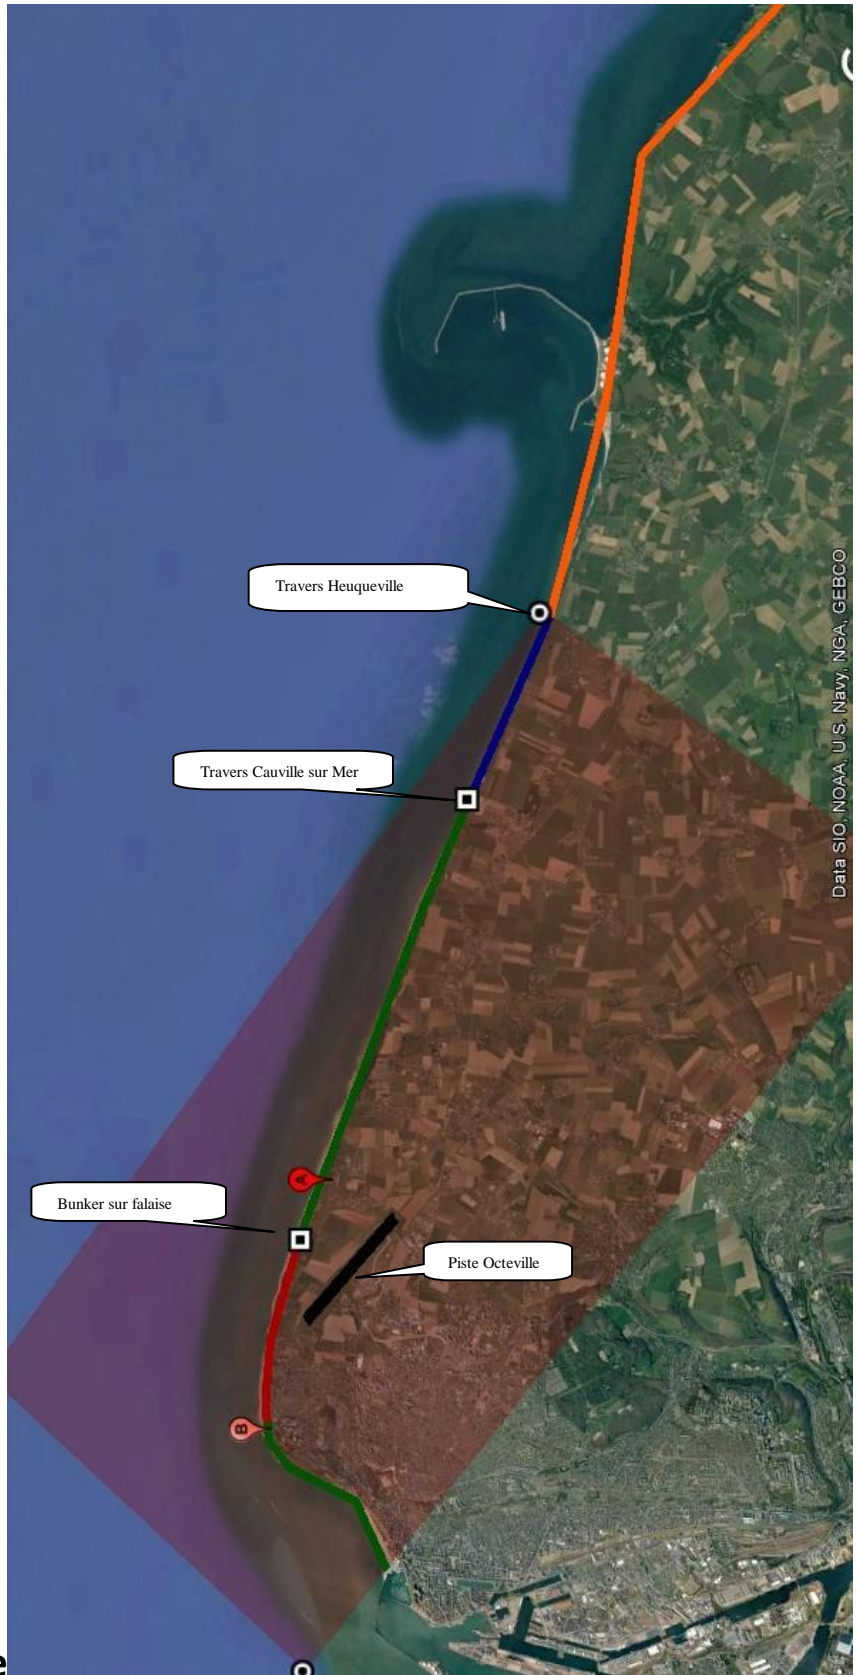 Travers Heuqueville
Travers Cauville sur Mer
A
Bunker sur falaise
Piste Octeville
B
Data SIO, NOAA, U.S. Navy, NGA, GEBCO
e